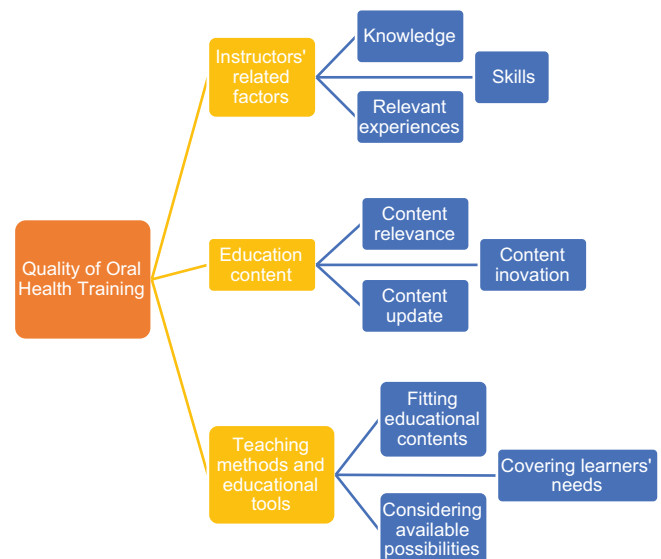 Quality of Oral
Health Training
Instructors'
related
factors
Knowledge
Skills
Relevant
experiences
Education
content
Content
relevance
Content
inovation
Content
update
Teaching
methods and
educational
tools
Fitting
educational
contents
Covering learners'
needs
Considering
available
possibilities